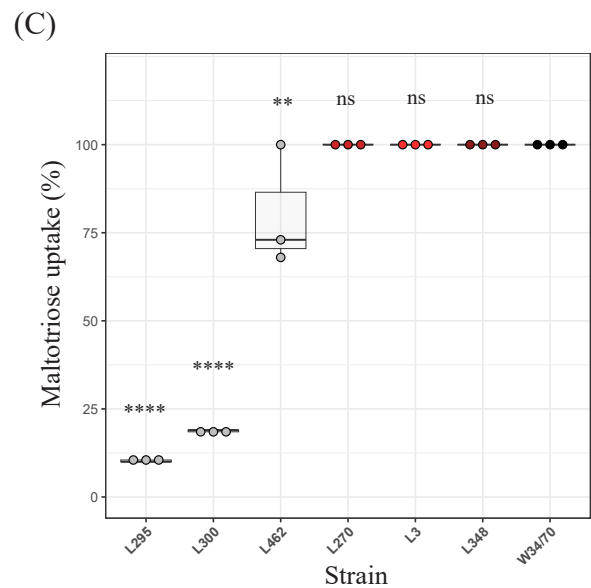 (C)
Maltotriose uptake (%)
100
75
50
25
0
** ns ns ns
****
****
L295 L300 L462 L270 L3 L348 W34/70
Strain